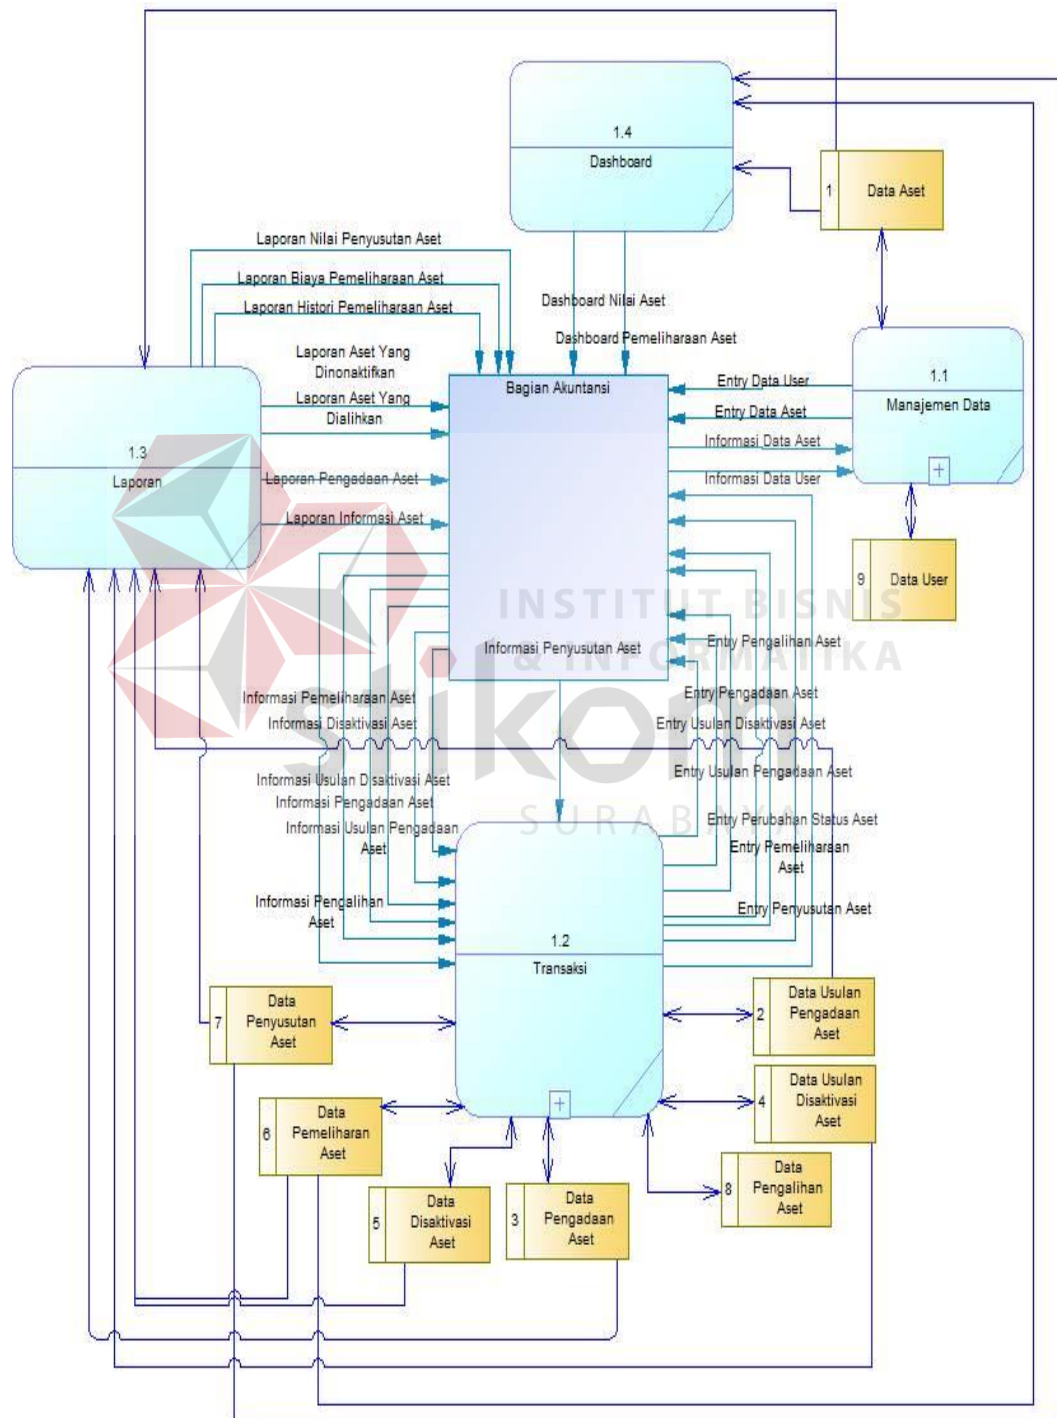 1.4
Dashboard
1
Data Aset
Laporan Nilai Penyusutan Aset
Laporan Biaya Pemeliharaan Aset
Laporan Histori Pemeliharaan Aset
Dashboard Nilai Aset
Dashboard Pemeliharaan Aset
Laporan Aset Yang
Dinonaktifkan
Laporan Aset Yang
Dialihkan
Bagian Akuntansi
Entry Data User
Entry Data Aset
Informasi Data Aset
Informasi Data User
1.1
Manajemen Data
1.3
Laporan
Laporan Pengadaan Aset
Laporan Informasi Aset
9
Data User
INSTITUT BISNIS
& INFORMATIKA
stikom
SURABAYA
Informasi Penyusutan Aset
Entry Pengalihan Aset
Informasi Pemeliharaan Aset
Entry Pengadaan Aset
Informasi Disaktivasi Aset
Entry Usulan Disaktivasi Aset
Informasi Usulan Disaktivasi Aset
Entry Usulan Pengadaan Aset
Informasi Pengadaan Aset
Entry Perubahan Status Aset
Informasi Usulan Pengadaan
Aset
Entry Pemeliharaan
Aset
Informasi Pengalihan
Aset
Entry Penyusutan Aset
1.2
Transaksi
7
Data
Penyusutan
Aset
2
Data Usulan
Pengadaan
Aset
6
Data
Pemeliharan
Aset
4
Data Usulan
Disaktivasi
Aset
5
Data
Disaktivasi
Aset
3
Data
Pengadaan
Aset
8
Data
Pengalihan
Aset